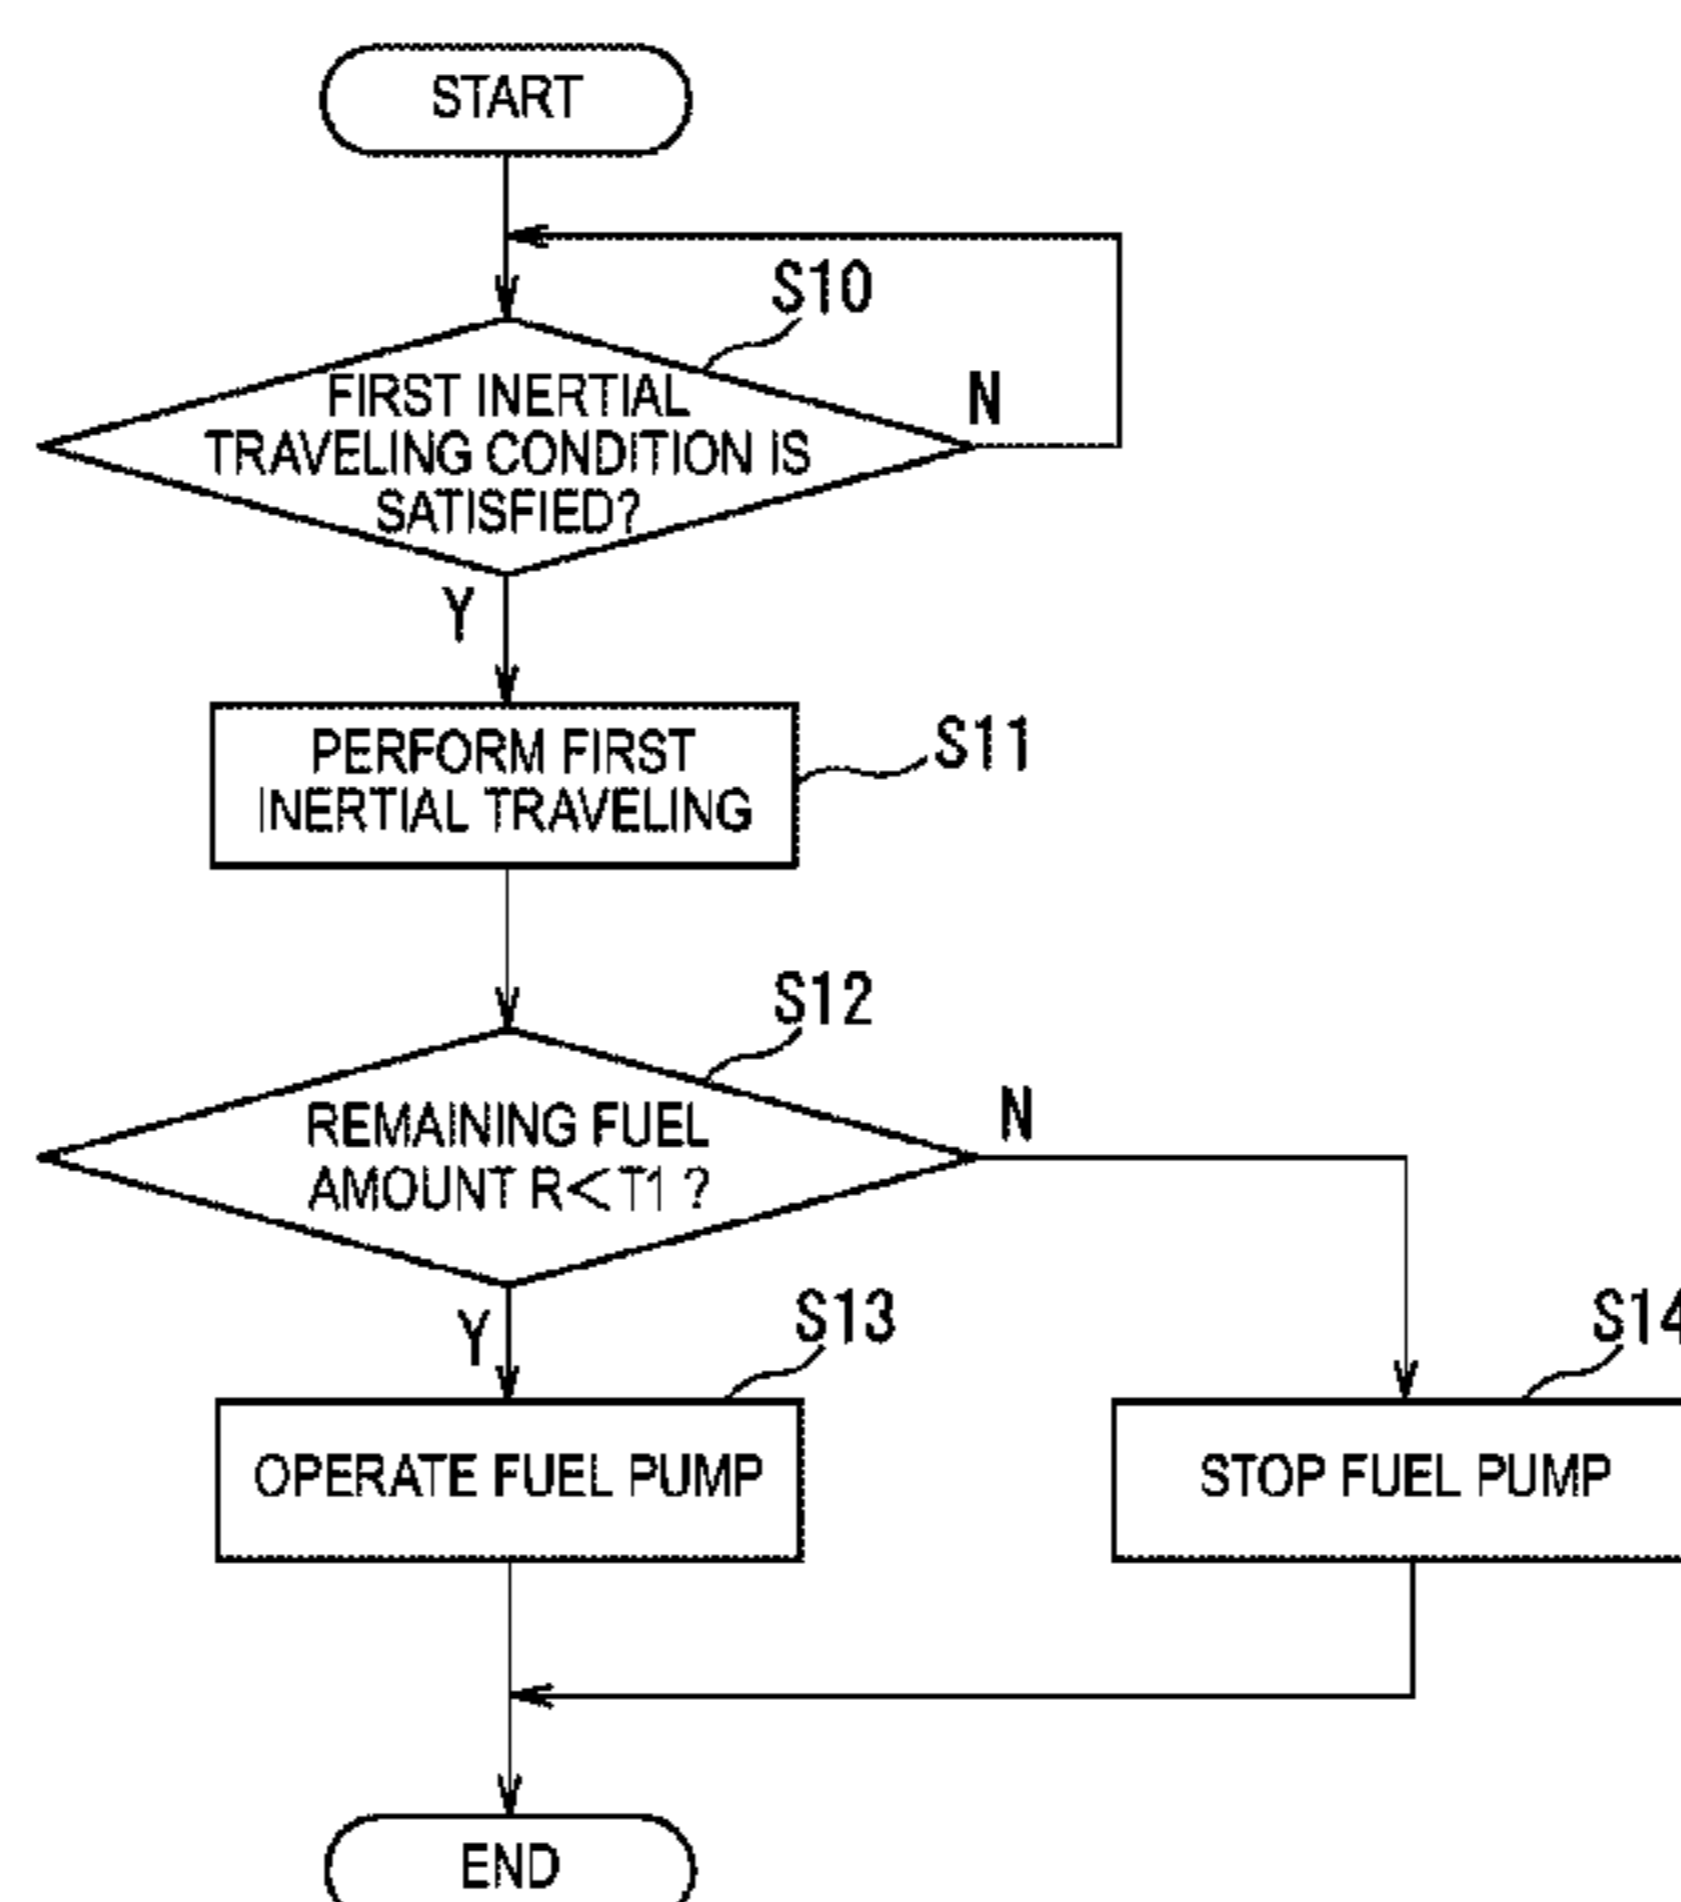 START
S10
FIRST INERTIAL
TRAVELING CONDITION IS
SATISFIED?
N
Y
PERFORM FIRST
INERTIAL TRAVELING
S11
S12
REMAINING FUEL
AMOUNT R<T1 ?
N
Y
S13
S14
OPERATE FUEL PUMP
STOP FUEL PUMP
END